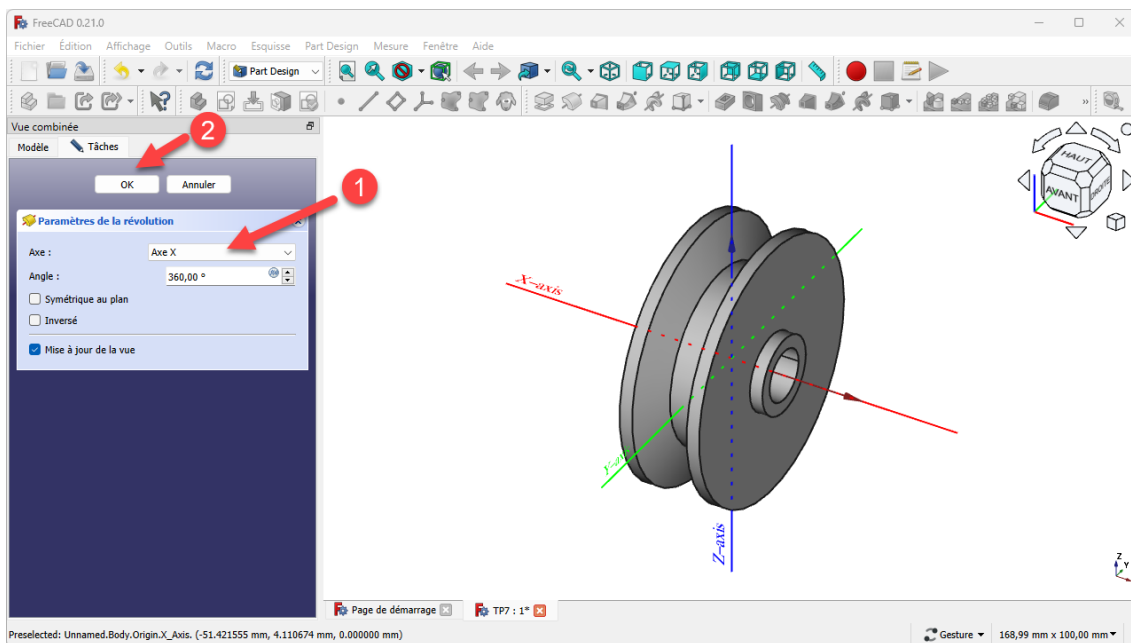 FreeCAD 0.21.0
Fichier Édition Affichage Outils Macro Esquisse Part Design Mesure Fenêtre Aide
Part Design
Vue combinée
Modèle Tâches
2
OK Annuler
1
Paramètres de la révolution
Axe : Axe X
Angle : 360,00 °
Symétrique au plan
Inversé
Mise à jour de la vue
HAUT
AVANT
DROITE
X-axis
Y-axis
Z-axis
Z
Y
Page de démarrage TP7 : 1*
Preselected: Unnamed.Body.Origin.X_Axis. (-51.421555 mm, 4.110674 mm, 0.000000 mm) Gesture 168,99 mm x 100,00 mm